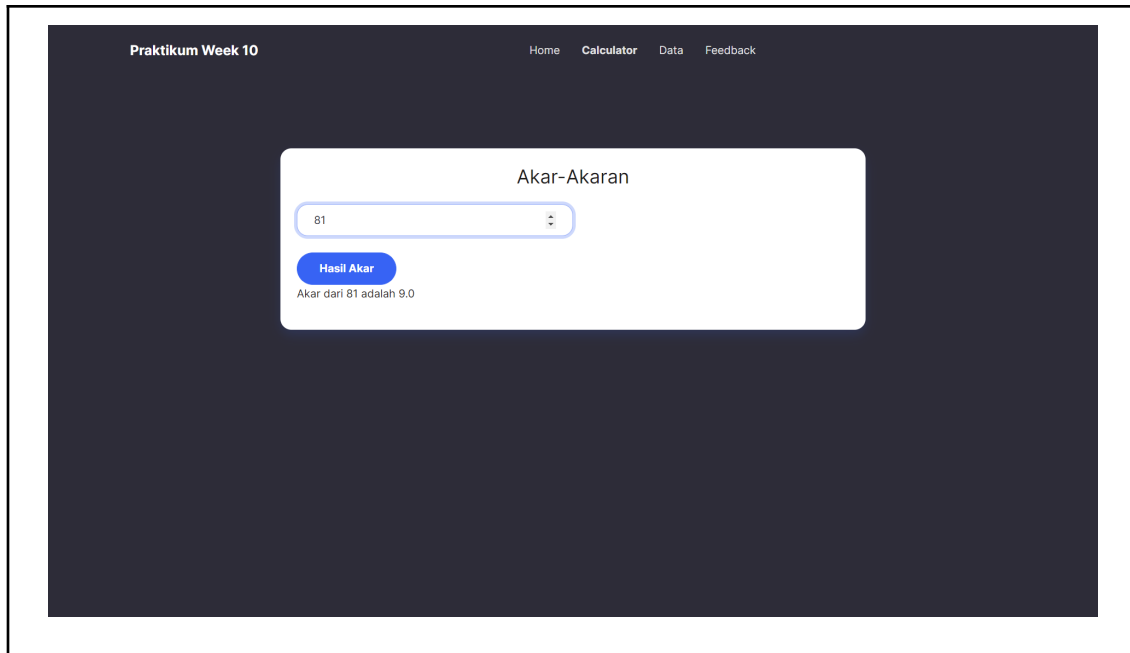 Praktikum Week 10
Home Calculator Data Feedback
Akar-Akaran
81
Hasil Akar
Akar dari 81 adalah 9.0